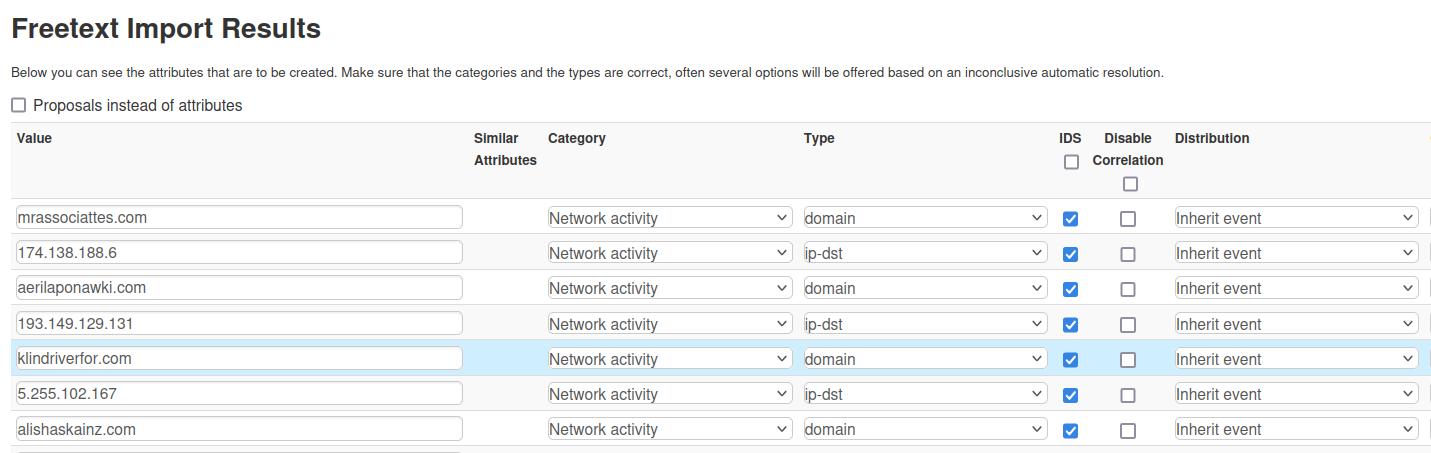 Freetext Import Results
Below you can see the attributes that are to be created. Make sure that the categories and the types are correct, often several options will be offered based on an inconclusive automatic resolution.
Proposals instead of attributes
Value Similar Attributes Category Type IDS Disable Correlation Distribution
mrassociattes.com Network activity domain Inherit event
174.138.188.6 Network activity ip-dst Inherit event
aerilaponawki.com Network activity domain Inherit event
193.149.129.131 Network activity ip-dst Inherit event
klindriverfor.com Network activity domain Inherit event
5.255.102.167 Network activity ip-dst Inherit event
alishaskainz.com Network activity domain Inherit event